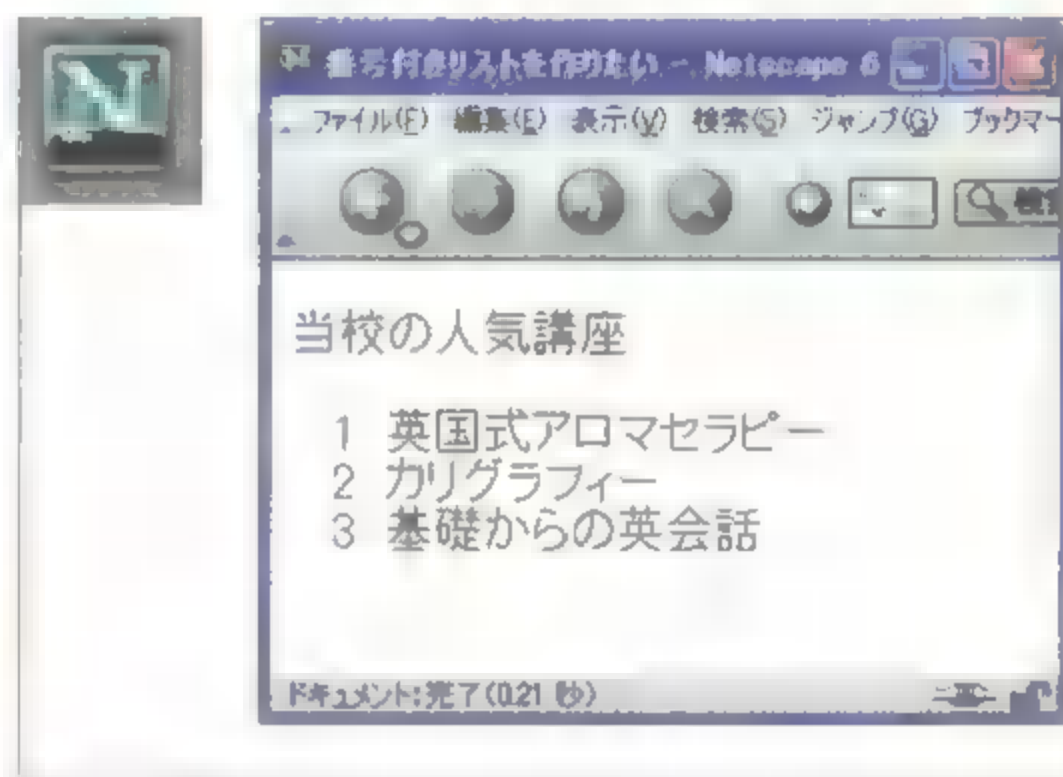 番号付きリストを作りたい - Netscape 6
ファイル(F) 編集(E) 表示(V) 検索(S) ジャンプ(G) ブックマー
当校の人気講座
1 英国式アロマセラピー
2 カリグラフィー
3 基礎からの英会話
ドキュメント:完了(0.21 秒)